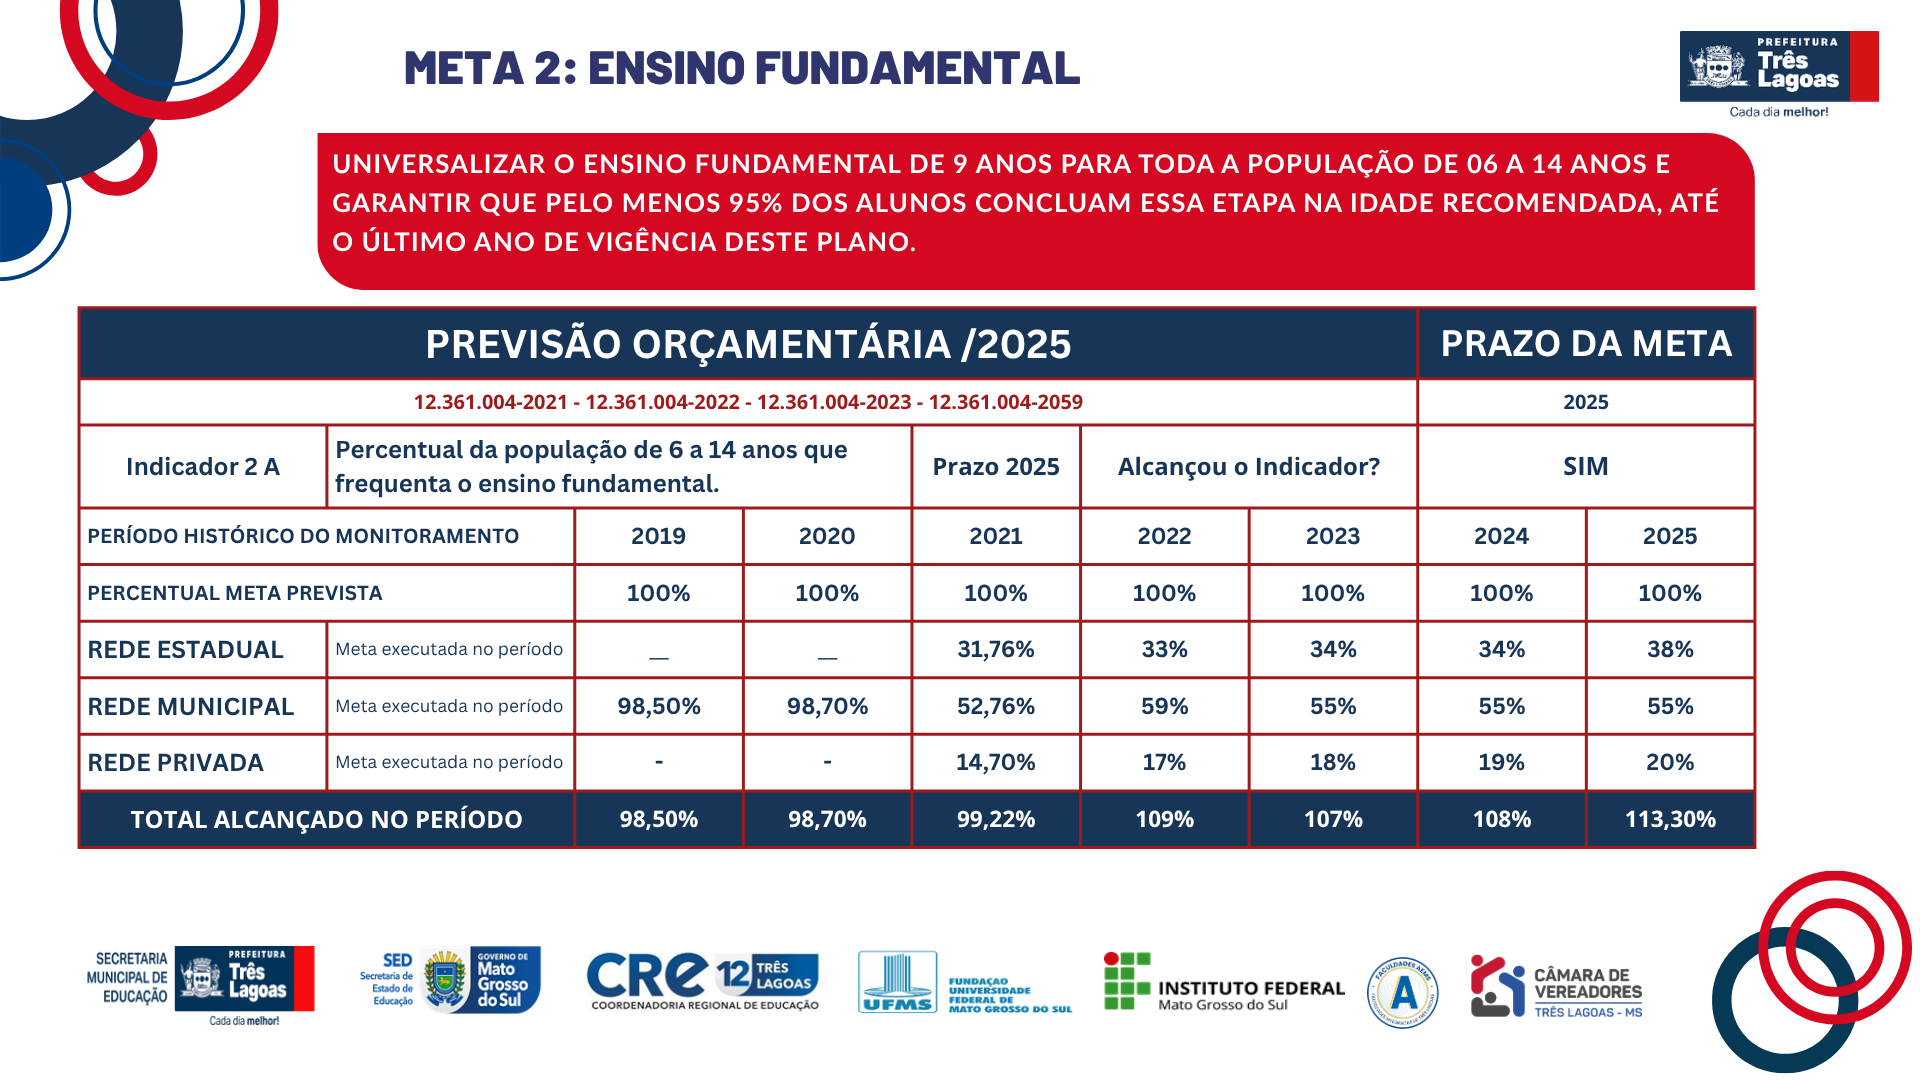 META 2: ENSINO FUNDAMENTAL
PREFEITURA
Três
Lagoas
Cada dia melhor!
UNIVERSALIZAR O ENSINO FUNDAMENTAL DE 9 ANOS PARA TODA A POPULAÇÃO DE 06 A 14 ANOS E
GARANTIR QUE PELO MENOS 95% DOS ALUNOS CONCLUAM ESSA ETAPA NA IDADE RECOMENDADA, ATÉ
O ÚLTIMO ANO DE VIGÊNCIA DESTE PLANO.
PREVISÃO ORÇAMENTÁRIA /2025 PRAZO DA META
12.361.004-2021 - 12.361.004-2022 - 12.361.004-2023 - 12.361.004-2059 2025
Indicador 2 A Percentual da população de 6 a 14 anos que
frequenta o ensino fundamental. Prazo 2025 Alcançou o Indicador? SIM
PERÍODO HISTÓRICO DO MONITORAMENTO 2019 2020 2021 2022 2023 2024 2025
PERCENTUAL META PREVISTA 100% 100% 100% 100% 100% 100% 100%
REDE ESTADUAL Meta executada no período __ __ 31,76% 33% 34% 34% 38%
REDE MUNICIPAL Meta executada no período 98,50% 98,70% 52,76% 59% 55% 55% 55%
REDE PRIVADA Meta executada no período - - 14,70% 17% 18% 19% 20%
TOTAL ALCANÇADO NO PERÍODO 98,50% 98,70% 99,22% 109% 107% 108% 113,30%
SECRETARIA
MUNICIPAL DE
EDUCAÇÃO
PREFEITURA
Três
Lagoas
Cada dia melhor!
SED
Secretaria de
Estado de
Educação
GOVERNO DE
Mato
Grosso
do Sul
CRE 12 TRÊS
LAGOAS
COORDENADORIA REGIONAL DE EDUCAÇÃO
UFMS
FUNDAÇAO
UNIVERSIDADE
FEDERAL DE
MATO GROSSO DO SUL
INSTITUTO FEDERAL
Mato Grosso do Sul
FACULDADES AEMS
A
CÂMARA DE
VEREADORES
TRÊS LAGOAS - MS